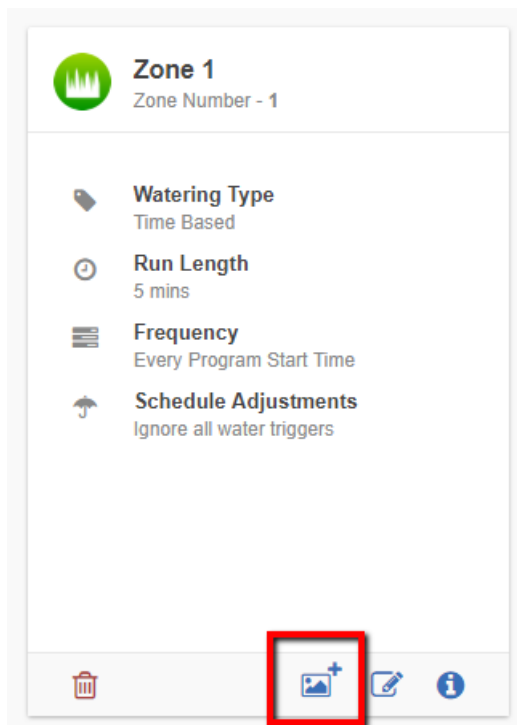 Zone 1
Zone Number - 1
Watering Type
Time Based
Run Length
5 mins
Frequency
Every Program Start Time
Schedule Adjustments
Ignore all water triggers